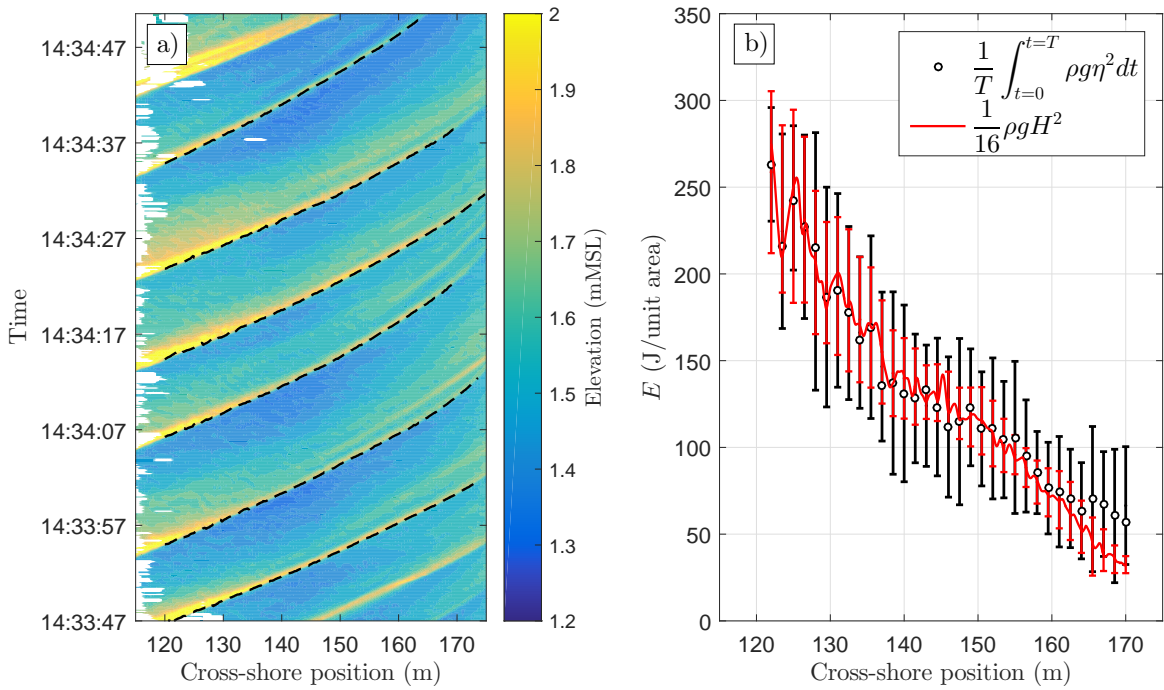 a)
14:34:47
14:34:37
14:34:27
14:34:17
14:34:07
14:33:57
14:33:47
Time
120 130 140 150 160 170
Cross-shore position (m)
2
1.9
1.8
1.7
1.6
1.5
1.4
1.3
1.2
Elevation (mMSL)
b)
1/T ∫_{t=0}^{t=T} ρgη² dt
1/16 ρgH²
350
300
250
200
150
100
50
0
E (J/unit area)
120 130 140 150 160 170
Cross-shore position (m)